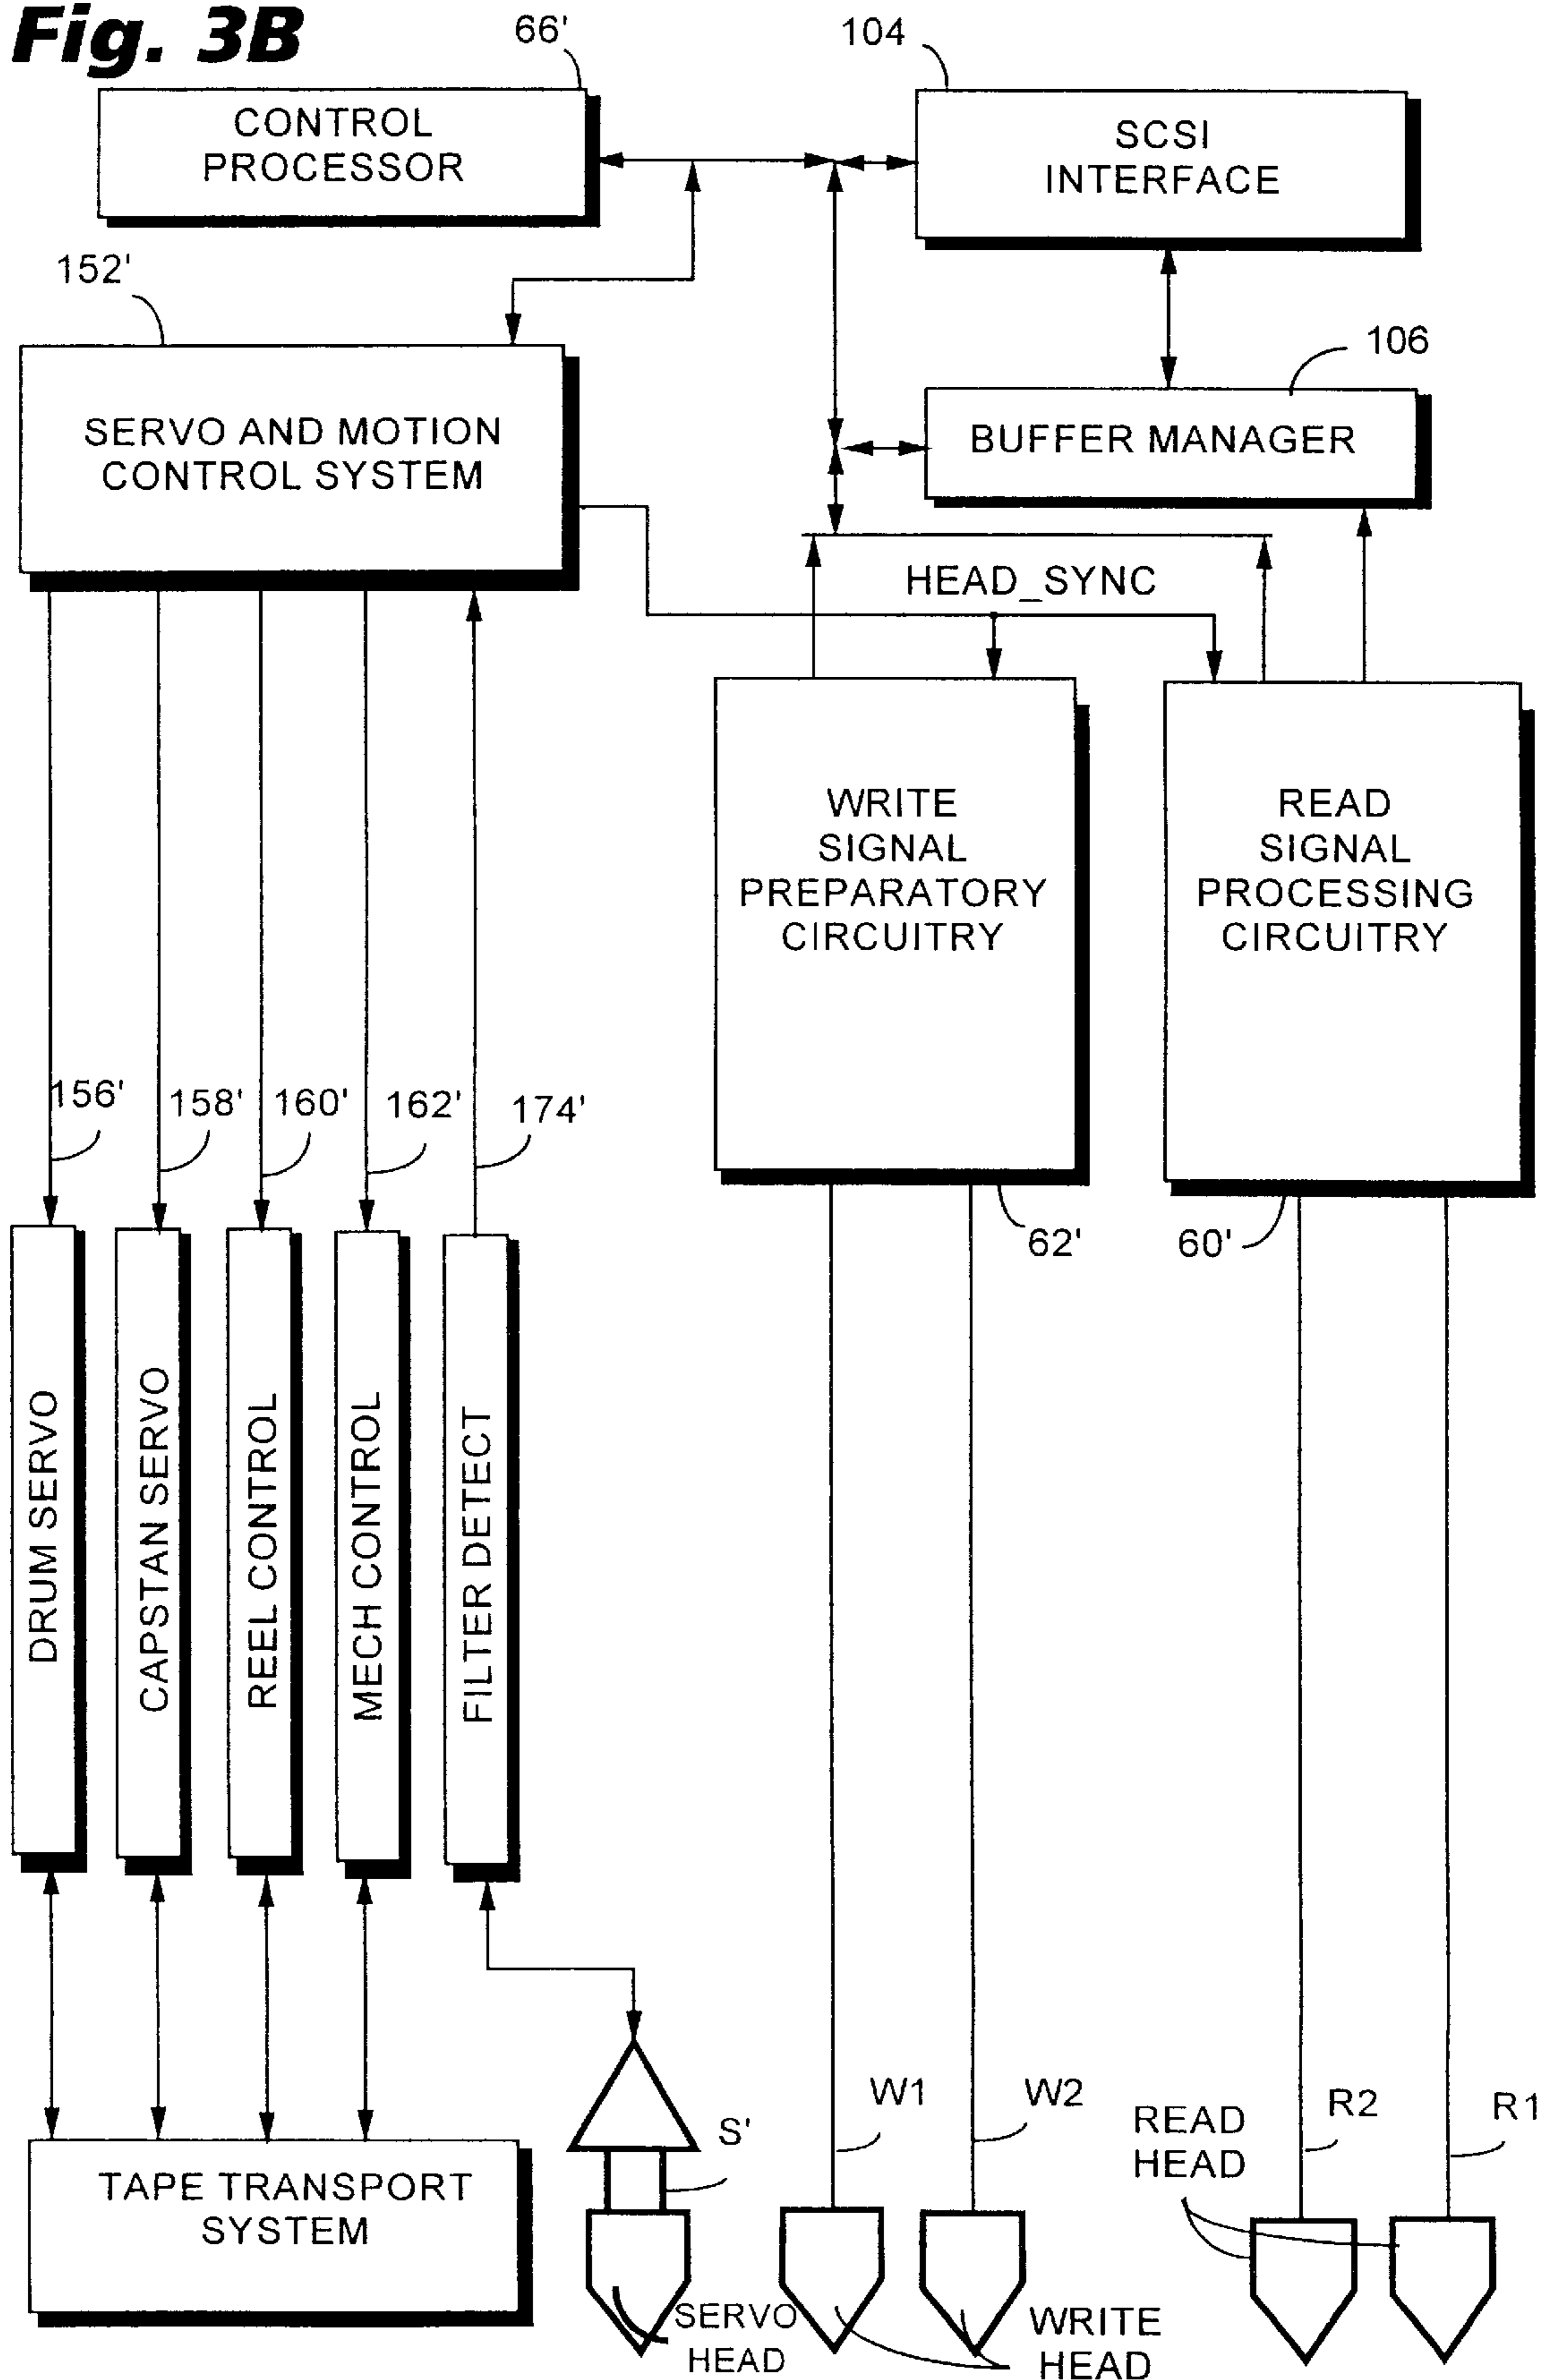 Fig. 3B
66'
104
CONTROL
PROCESSOR
SCSI
INTERFACE
152'
106
SERVO AND MOTION
CONTROL SYSTEM
BUFFER MANAGER
HEAD_SYNC
WRITE
SIGNAL
PREPARATORY
CIRCUITRY
READ
SIGNAL
PROCESSING
CIRCUITRY
156'
158'
160'
162'
174'
62'
60'
DRUM SERVO
CAPSTAN SERVO
REEL CONTROL
MECH CONTROL
FILTER DETECT
W1
W2
R2
R1
READ
HEAD
S'
TAPE TRANSPORT
SYSTEM
SERVO
HEAD
WRITE
HEAD